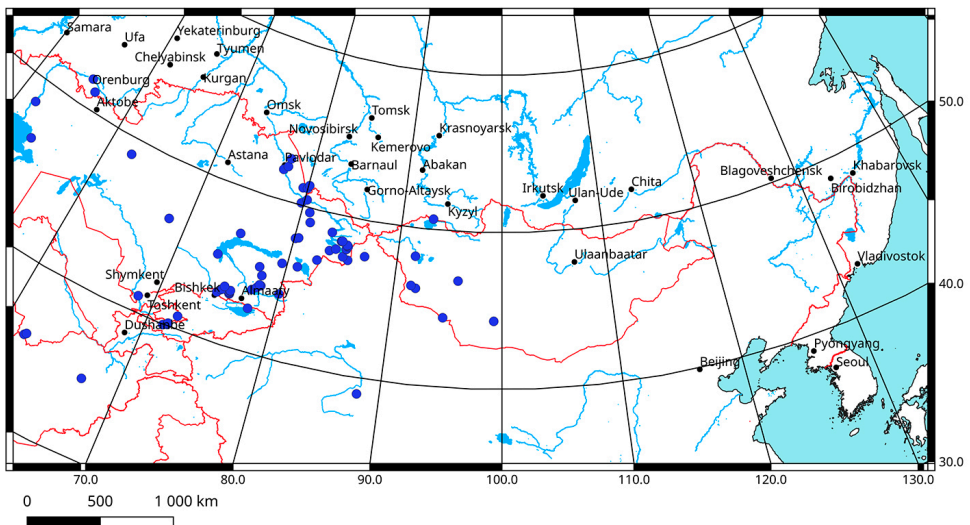 Samara
Ufa
Yekaterinburg
Tyumen
Chelyabinsk
Orenburg
Kurgan
Aktobe
Omsk
Tomsk
50.0
Novosibirsk
Krasnoyarsk
Kemerovo
Astana
Pavlodar
Barnaul
Abakan
Blagoveshchensk
Khabarovsk
Gorno-Altaysk
Irkutsk
Ulan-Ude
Chita
Birobidzhan
Kyzyl
Ulaanbaatar
Vladivostok
Shymkent
Bishkek
Almaaty
40.0
Toshkent
Dushanbe
Pyongyang
Beijing
Seoul
30.0
70.0
80.0
90.0
100.0
110.0
120.0
130.0
0
500
1 000 km